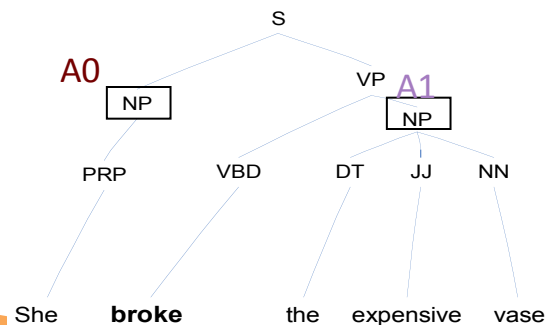 S
A0
VP A1
NP
NP
PRP VBD DT JJ NN
She broke the expensive vase